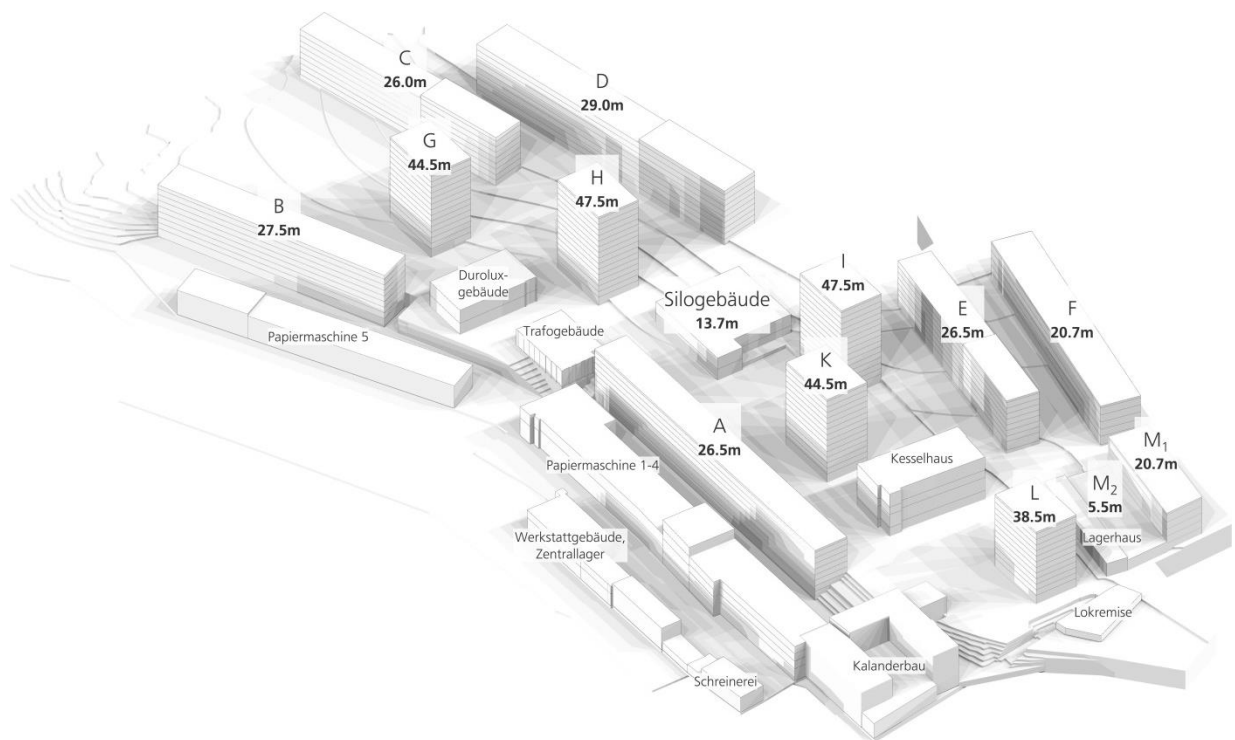 C
26.0m
D
29.0m
G
44.5m
H
47.5m
B
27.5m
Durolux-
gebäude
Silogebäude
13.7m
I
47.5m
E
26.5m
F
20.7m
Papiermaschine 5
Trafogebäude
K
44.5m
A
26.5m
Papiermaschine 1-4
Kesselhaus
M1
20.7m
M2
5.5m
L
38.5m
Lagerhaus
Werkstattgebäude,
Zentrallager
Lokremise
Kalanderbau
Schreinerei